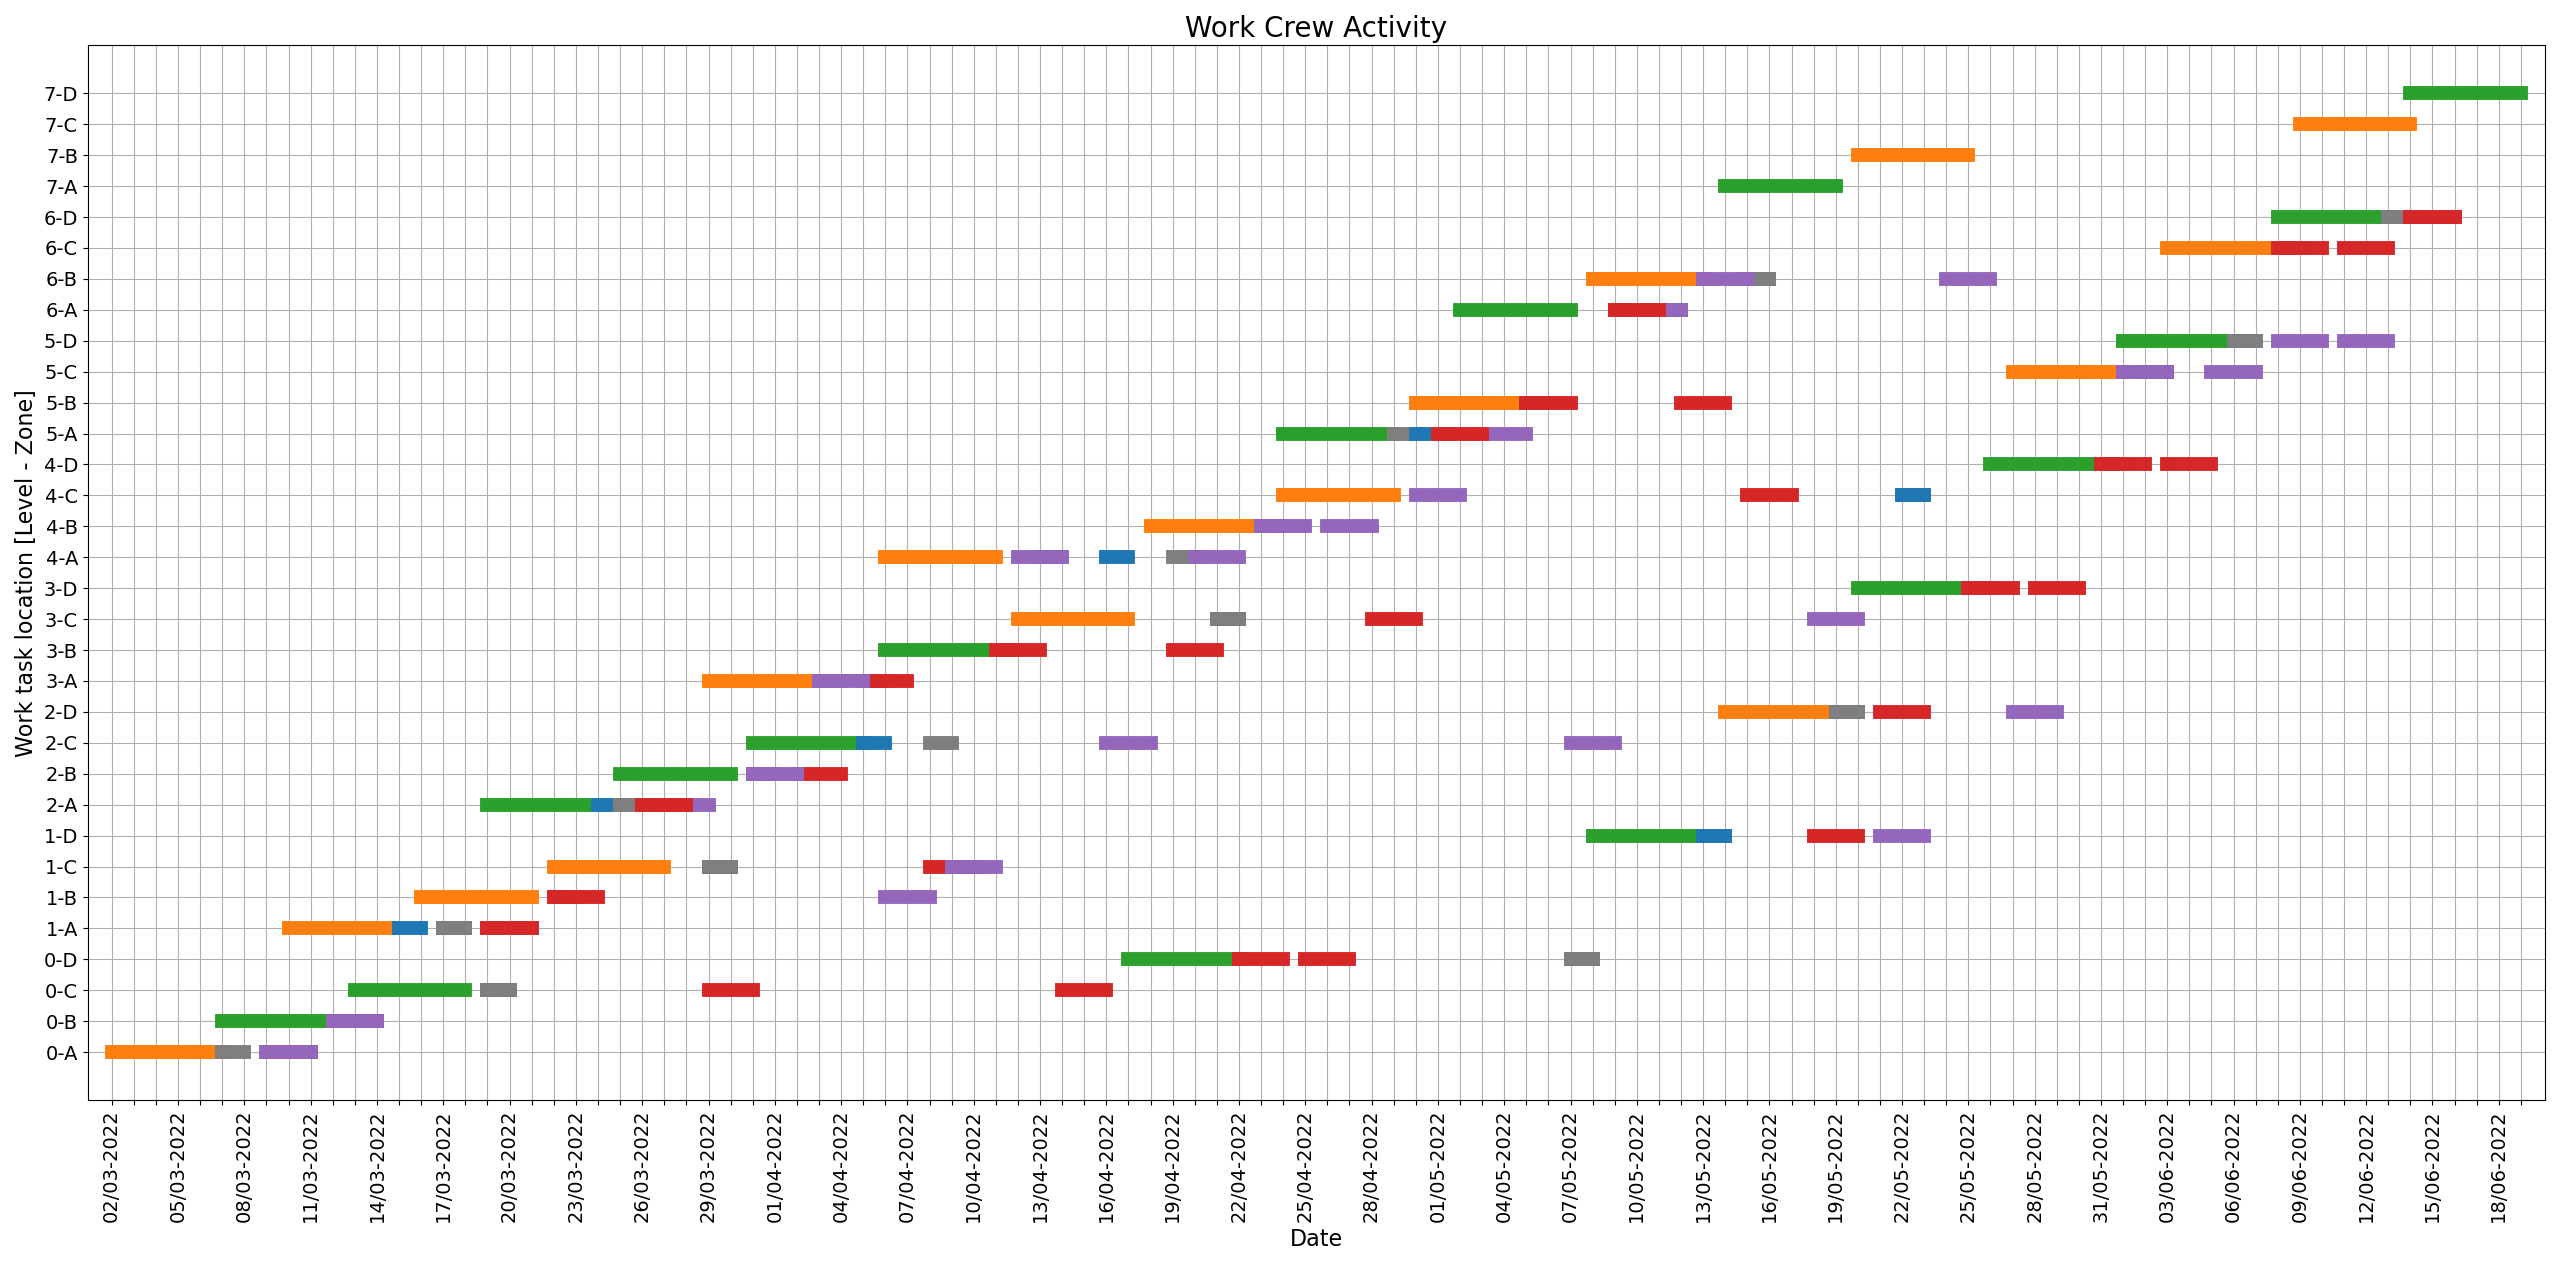 Work Crew Activity
Work task location [Level - Zone]
7-D
7-C
7-B
7-A
6-D
6-C
6-B
6-A
5-D
5-C
5-B
5-A
4-D
4-C
4-B
4-A
3-D
3-C
3-B
3-A
2-D
2-C
2-B
2-A
1-D
1-C
1-B
1-A
0-D
0-C
0-B
0-A
02/03-2022
05/03-2022
08/03-2022
11/03-2022
14/03-2022
17/03-2022
20/03-2022
23/03-2022
26/03-2022
29/03-2022
01/04-2022
04/04-2022
07/04-2022
10/04-2022
13/04-2022
16/04-2022
19/04-2022
22/04-2022
25/04-2022
28/04-2022
01/05-2022
04/05-2022
07/05-2022
10/05-2022
13/05-2022
16/05-2022
19/05-2022
22/05-2022
25/05-2022
28/05-2022
31/05-2022
03/06-2022
06/06-2022
09/06-2022
12/06-2022
15/06-2022
18/06-2022
Date